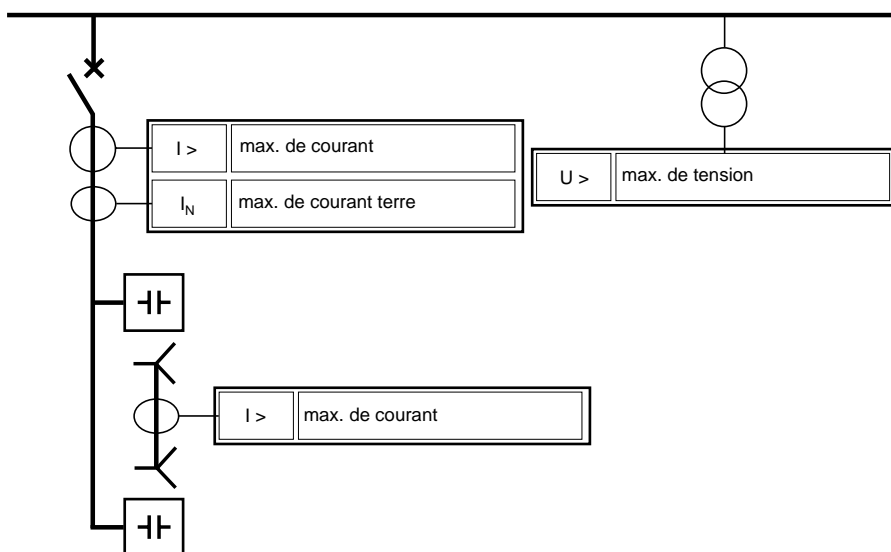 I > max. de courant
I_N max. de courant terre
U > max. de tension
I > max. de courant